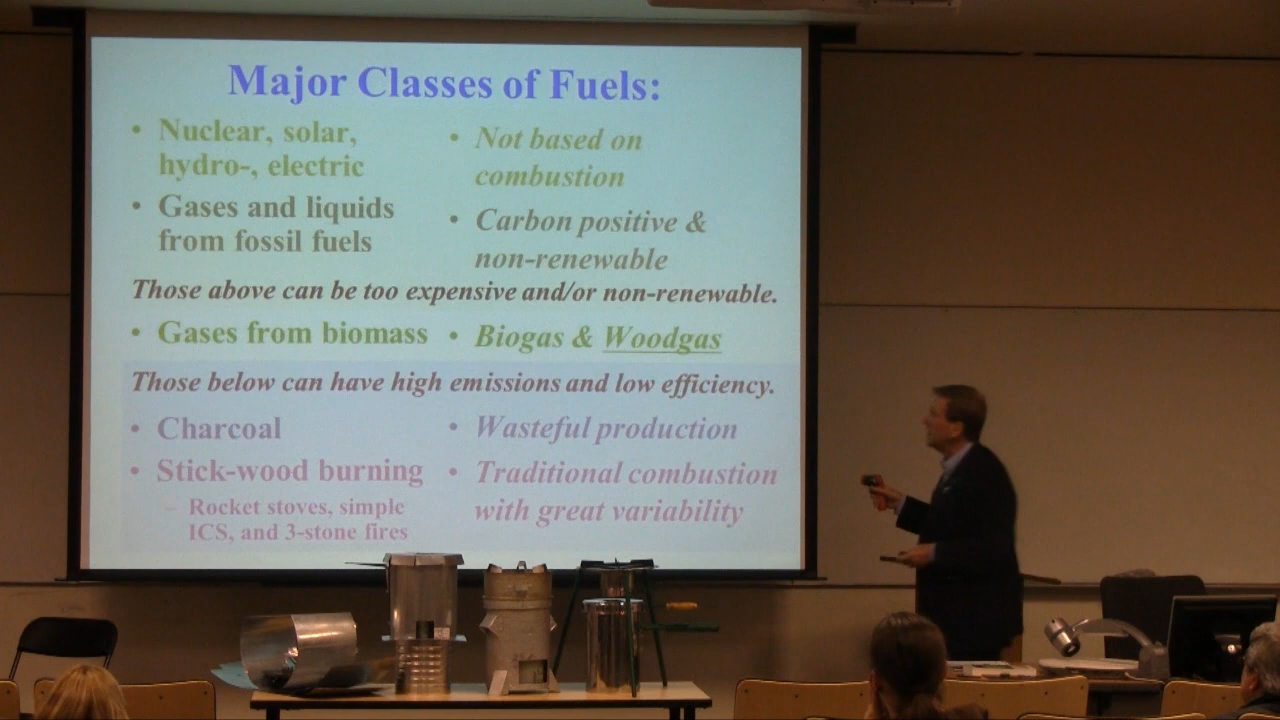 Major Classes of Fuels:
• Nuclear, solar,
hydro-, electric
• Not based on
combustion
• Gases and liquids
from fossil fuels
• Carbon positive &
non-renewable
Those above can be too expensive and/or non-renewable.
• Gases from biomass
• Biogas & Woodgas
Those below can have high emissions and low efficiency.
• Charcoal
• Wasteful production
• Stick-wood burning
– Rocket stoves, simple
ICS, and 3-stone fires
• Traditional combustion
with great variability